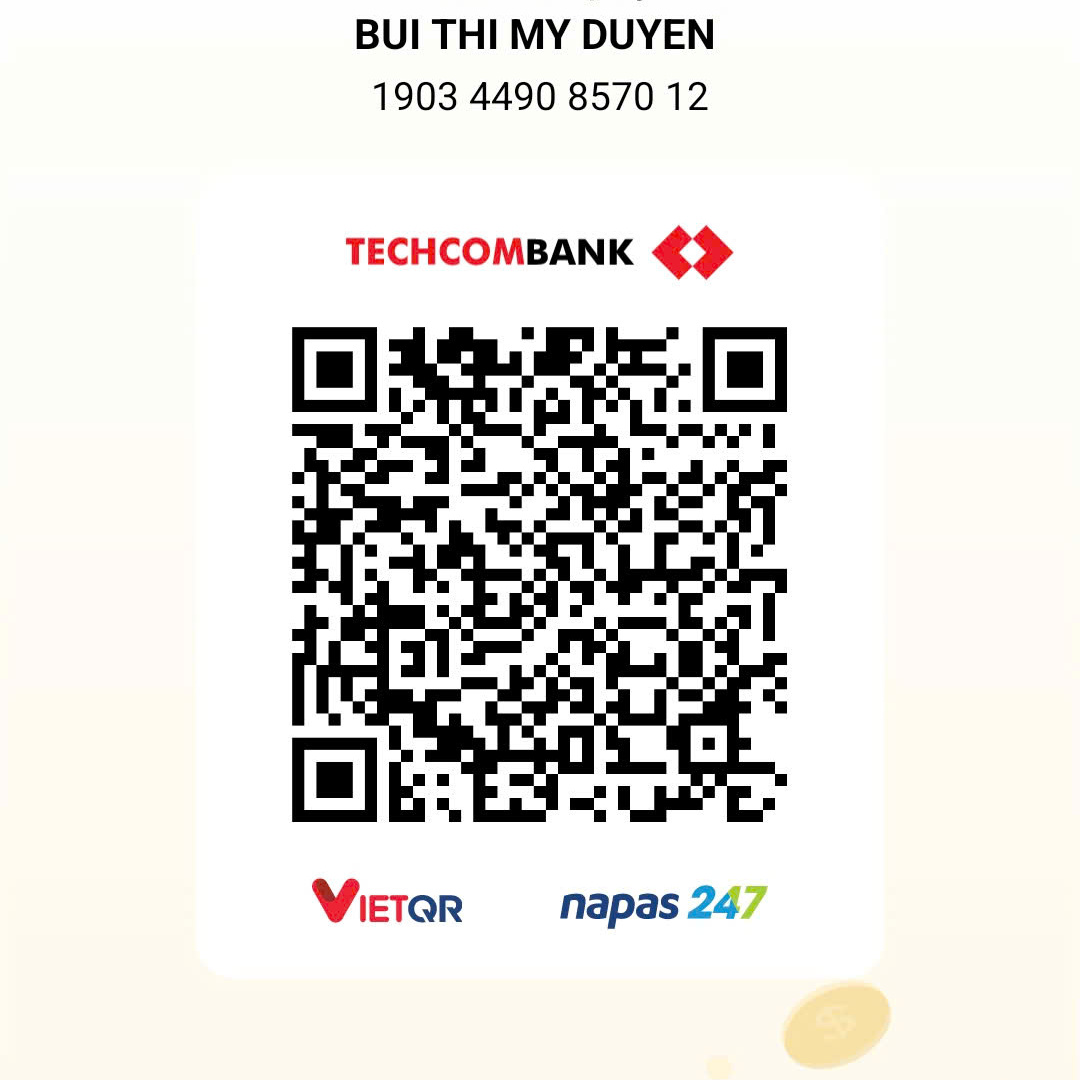 BUI THI MY DUYEN
1903 4490 8570 12
TECHCOMBANK
VIETQR
napas 247